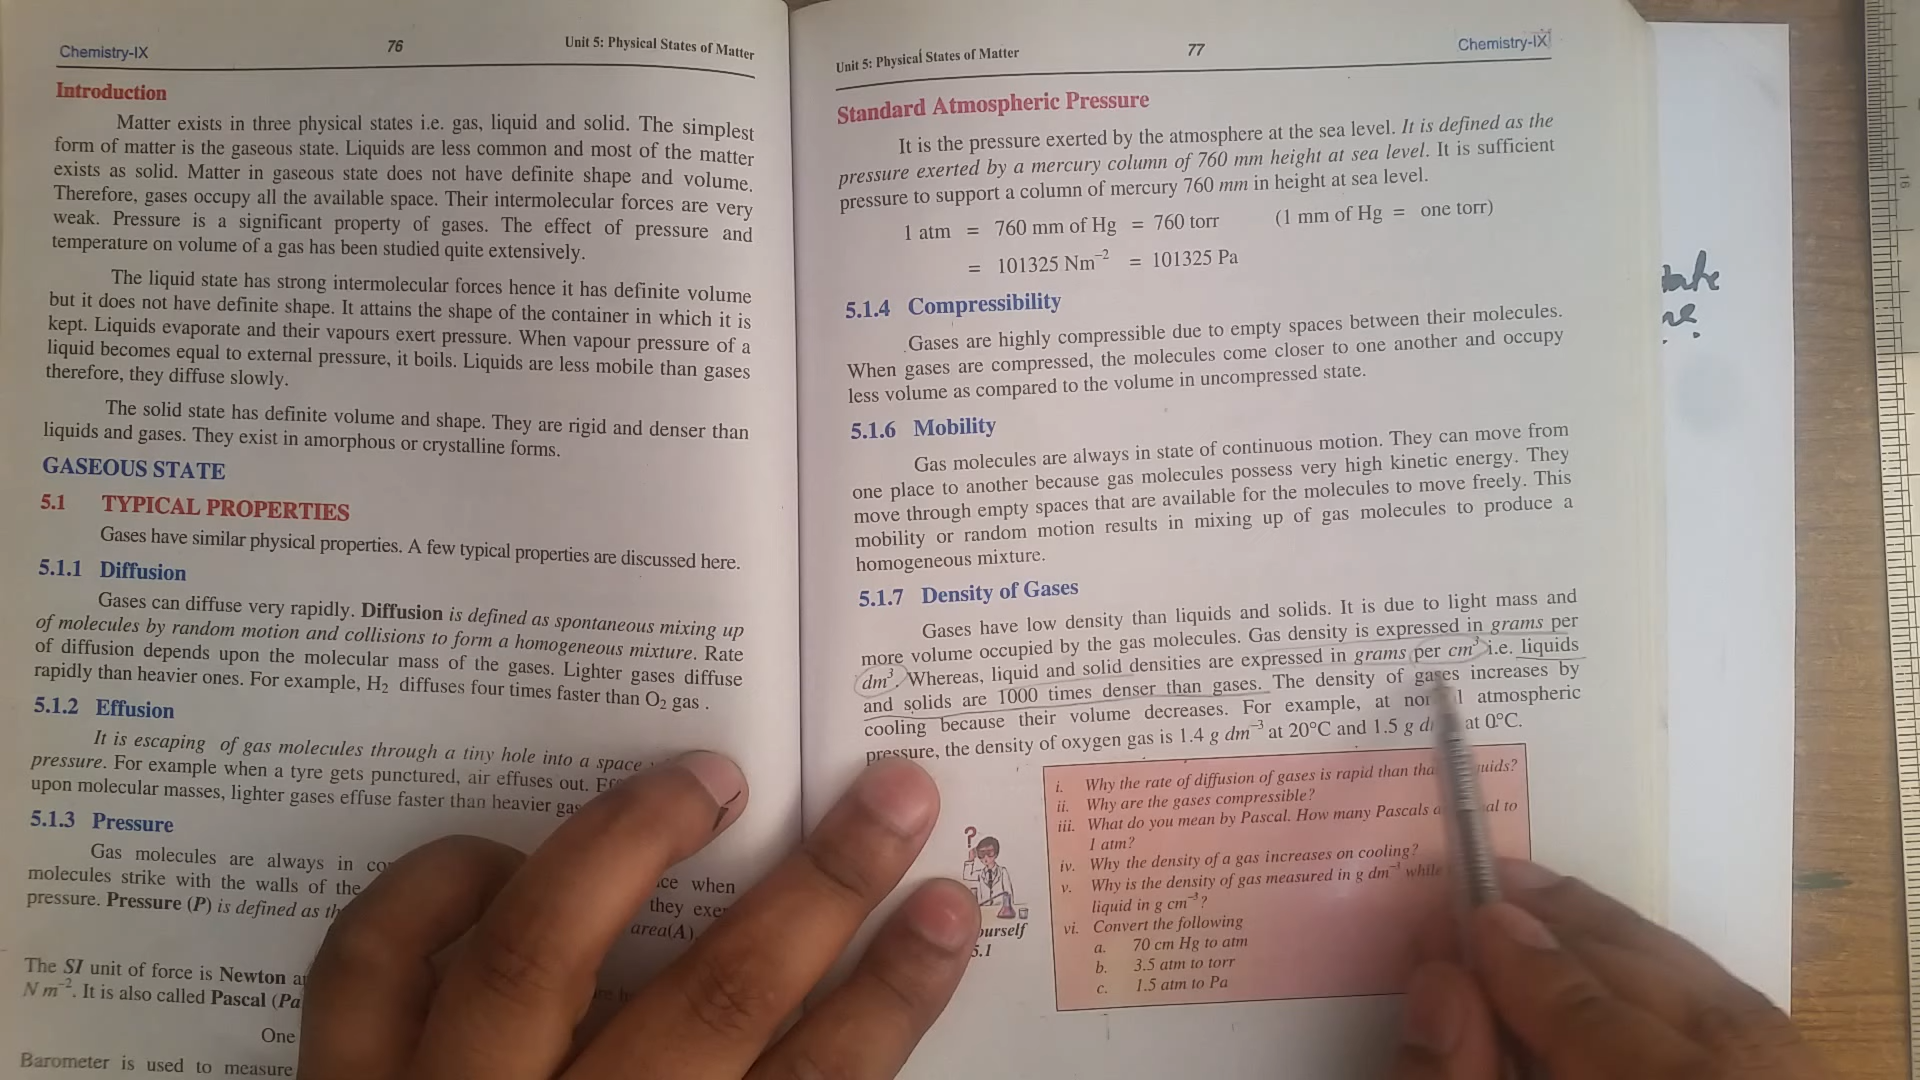 Chemistry-IX 76 Unit 5: Physical States of Matter
Introduction
Matter exists in three physical states i.e. gas, liquid and solid. The simplest
form of matter is the gaseous state. Liquids are less common and most of the matter
exists as solid. Matter in gaseous state does not have definite shape and volume.
Therefore, gases occupy all the available space. Their intermolecular forces are very
weak. Pressure is a significant property of gases. The effect of pressure and
temperature on volume of a gas has been studied quite extensively.
The liquid state has strong intermolecular forces hence it has definite volume
but it does not have definite shape. It attains the shape of the container in which it is
kept. Liquids evaporate and their vapours exert pressure. When vapour pressure of a
liquid becomes equal to external pressure, it boils. Liquids are less mobile than gases
therefore, they diffuse slowly.
The solid state has definite volume and shape. They are rigid and denser than
liquids and gases. They exist in amorphous or crystalline forms.
GASEOUS STATE
5.1 TYPICAL PROPERTIES
Gases have similar physical properties. A few typical properties are discussed here.
5.1.1 Diffusion
Gases can diffuse very rapidly. Diffusion is defined as spontaneous mixing up
of molecules by random motion and collisions to form a homogeneous mixture. Rate
of diffusion depends upon the molecular mass of the gases. Lighter gases diffuse
rapidly than heavier ones. For example, H₂ diffuses four times faster than O₂ gas .
5.1.2 Effusion
It is escaping of gas molecules through a tiny hole into a space
pressure. For example when a tyre gets punctured, air effuses out.
upon molecular masses, lighter gases effuse faster than heavier
5.1.3 Pressure
Gas molecules are always in
molecules strike with the walls of the when
pressure. Pressure (P) is defined as they
area(A)
The SI unit of force is Newton
N m⁻². It is also called Pascal (Pa
One
Barometer is used to measure
Unit 5: Physical States of Matter 77 Chemistry-IX
Standard Atmospheric Pressure
It is the pressure exerted by the atmosphere at the sea level. It is defined as the
pressure exerted by a mercury column of 760 mm height at sea level. It is sufficient
pressure to support a column of mercury 760 mm in height at sea level.
1 atm = 760 mm of Hg = 760 torr (1 mm of Hg = one torr)
= 101325 Nm⁻² = 101325 Pa
5.1.4 Compressibility
Gases are highly compressible due to empty spaces between their molecules.
When gases are compressed, the molecules come closer to one another and occupy
less volume as compared to the volume in uncompressed state.
5.1.6 Mobility
Gas molecules are always in state of continuous motion. They can move from
one place to another because gas molecules possess very high kinetic energy. They
move through empty spaces that are available for the molecules to move freely. This
mobility or random motion results in mixing up of gas molecules to produce a
homogeneous mixture.
5.1.7 Density of Gases
Gases have low density than liquids and solids. It is due to light mass and
more volume occupied by the gas molecules. Gas density is expressed in grams per
dm³. Whereas, liquid and solid densities are expressed in grams per cm³ i.e. liquids
and solids are 1000 times denser than gases. The density of gases increases by
cooling because their volume decreases. For example, at atmospheric
pressure, the density of oxygen gas is 1.4 g dm⁻³ at 20°C and 1.5 g at 0°C.
i. Why the rate of diffusion of gases is rapid than
ii. Why are the gases compressible?
iii. What do you mean by Pascal. How many Pascals to
1 atm?
iv. Why the density of a gas increases on cooling?
v. Why is the density of gas measured in g dm⁻³ while
liquid in g cm⁻³?
vi. Convert the following
a. 70 cm Hg to atm
b. 3.5 atm to torr
c. 1.5 atm to Pa
5.1